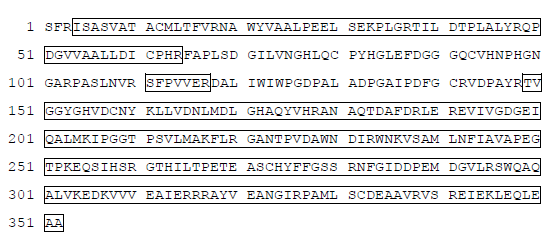 1 SFRISASVAT ACMLTFVRNA WYVAALPEEL SEKPLGRTIL DTPLALYRQP
51 DGVVAALLDI CPHRFAPLSD GILVNGHLQC PYHGLEFDGG GQCVHNPHGN
101 GARPASLNVR SFPVVERDAL IWIWPGDPAL ADPGAIPDFG CRVDPAYRTV
151 GGYGHVDCNY KLLVDNLMDL GHAQYVHRAN AQTDAFDRLE REVIVGDGEI
201 QALMKIPGGT PSVLMAKFLR GANTPVDAWN DIRWNKVSAM LNFIAVAPEG
251 TPKEQSIHSR GTHILTPETE ASCHYFFGSS RNFGIDDPEM DGVLRSWQAQ
301 ALVKEDKVVV EAIERRRAYV EANGIRPAML SCDEAAVRVS REIEKLEQLE
351 AA